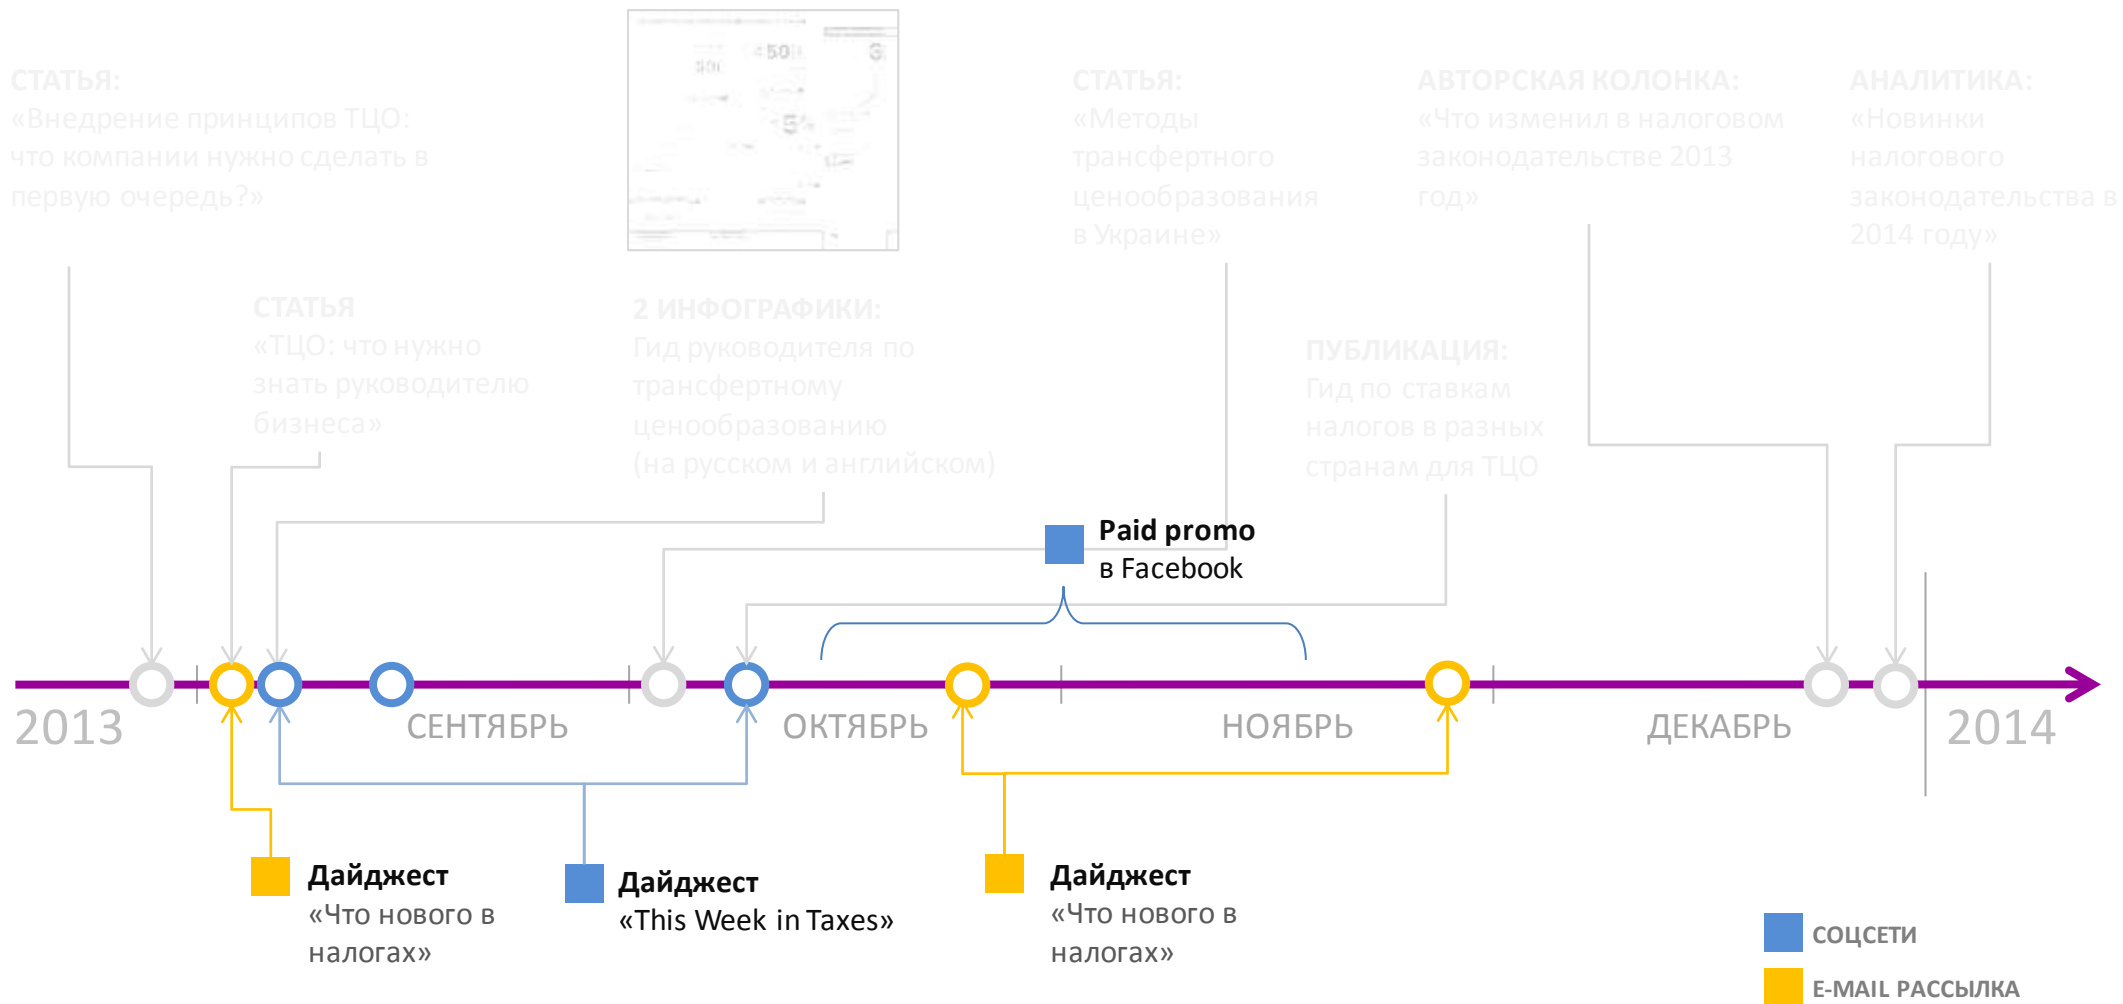 СТАТЬЯ:
«Внедрение принципов ТЦО:
что компании нужно сделать в
первую очередь?»
СТАТЬЯ
«ТЦО: что нужно
знать руководителю
бизнеса»
2 ИНФОГРАФИКИ:
Гид руководителя по
трансфертному
ценообразованию
(на русском и английском)
СТАТЬЯ:
«Методы
трансфертного
ценообразования
в Украине»
ПУБЛИКАЦИЯ:
Гид по ставкам
налогов в разных
странам для ТЦО
АВТОРСКАЯ КОЛОНКА:
«Что изменил в налоговом
законодательстве 2013
год»
АНАЛИТИКА:
«Новинки
налогового
законодательства в
2014 году»
Paid promo
в Facebook
2013
СЕНТЯБРЬ
ОКТЯБРЬ
НОЯБРЬ
ДЕКАБРЬ
2014
Дайджест
«Что нового в
налогах»
Дайджест
«This Week in Taxes»
Дайджест
«Что нового в
налогах»
СОЦСЕТИ
E-MAIL РАССЫЛКА